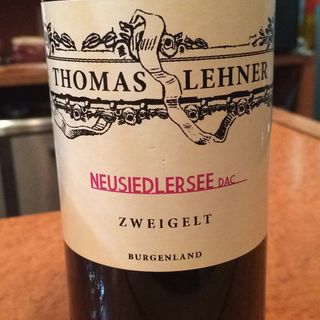 THOMAS LEHNER
NEUSIEDLERSEE DAC
ZWEIGELT
BURGENLAND